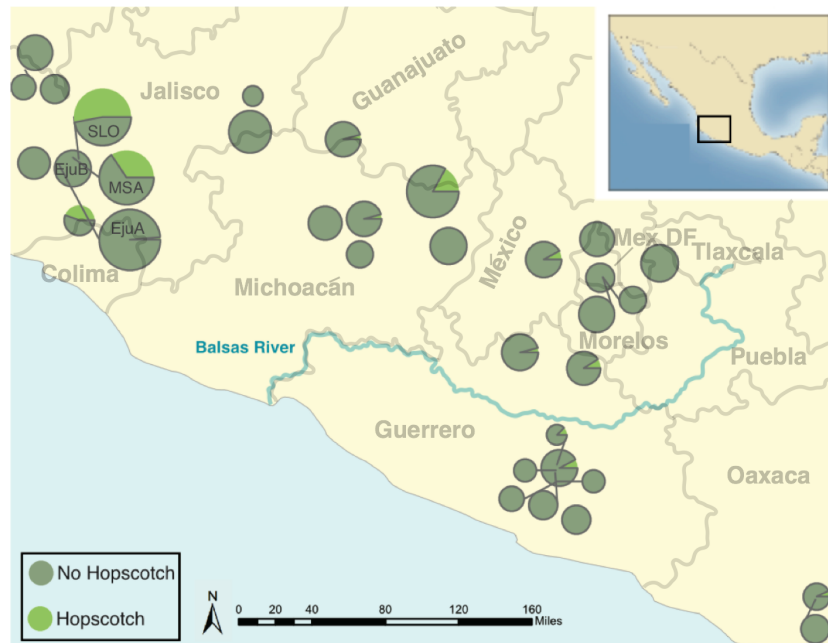 Guanajuato
Jalisco
SLO
EjuB
MSA
EjuA
Colima
Michoacán
México
Mex DF
Tlaxcala
Morelos
Puebla
Balsas River
Guerrero
Oaxaca
No Hopscotch
Hopscotch
N
0 10 20 40 80 120 160
Miles